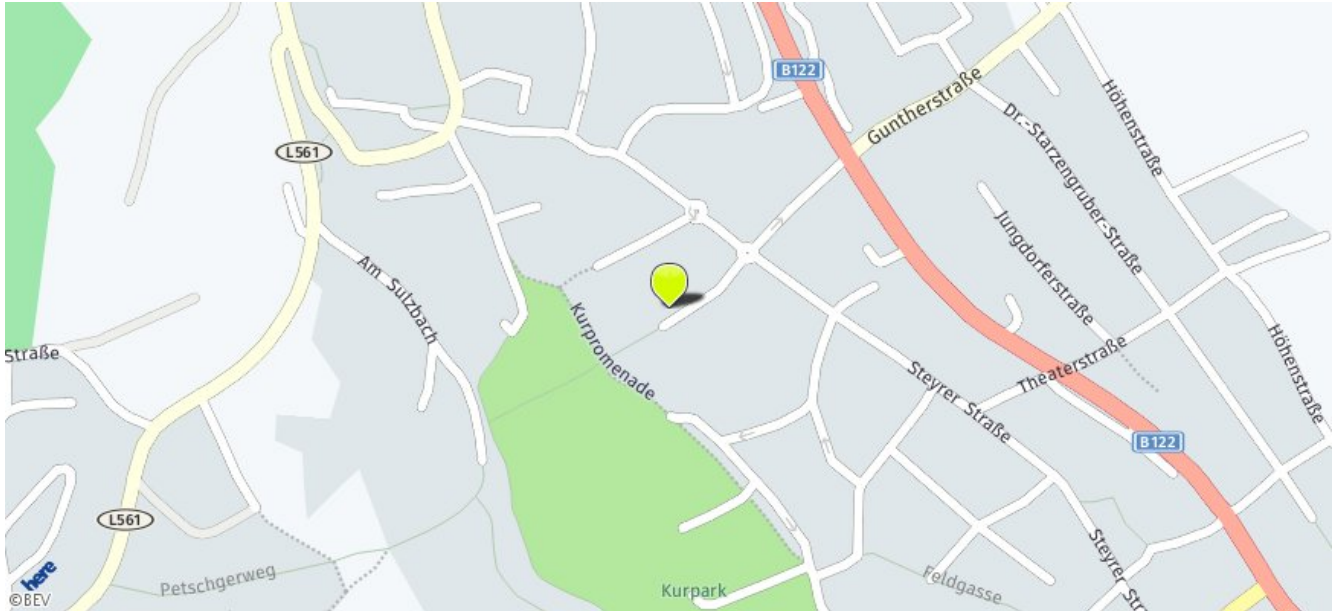 B122
Guntherstraße
Höhenstraße
Dr.-Starzengruber-Straße
L561
Jungdorferstraße
Am Sulzbach
Kurpromenade
Straße
Höhenstraße
Theaterstraße
Steyrer Straße
B122
L561
Steyrer Str
Petschgerweg
Kurpark
Feldgasse
here
©BEV